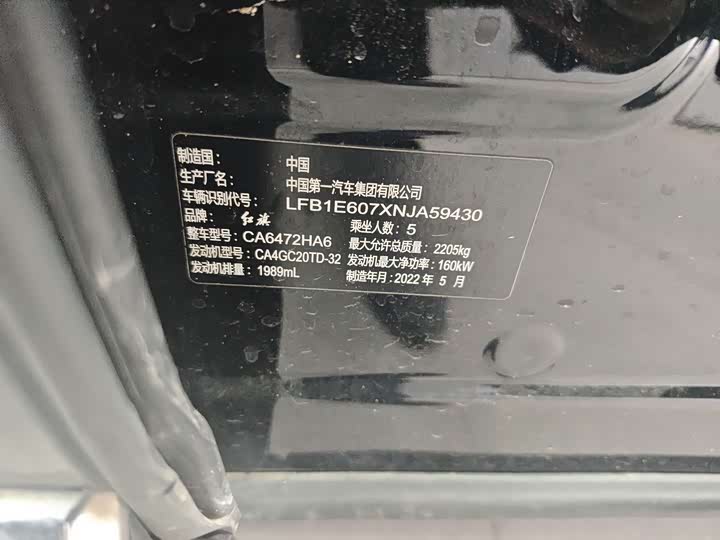 制造国： 中国
生产厂名： 中国第一汽车集团有限公司
车辆识别代号： LFB1E607XNJA59430
品牌： 红旗 乘坐人数：5
整车型号：CA6472HA6 最大允许总质量：2205kg
发动机型号：CA4GC20TD-32 发动机最大净功率：160kW
发动机排量：1989mL 制造年月：2022 年 5 月